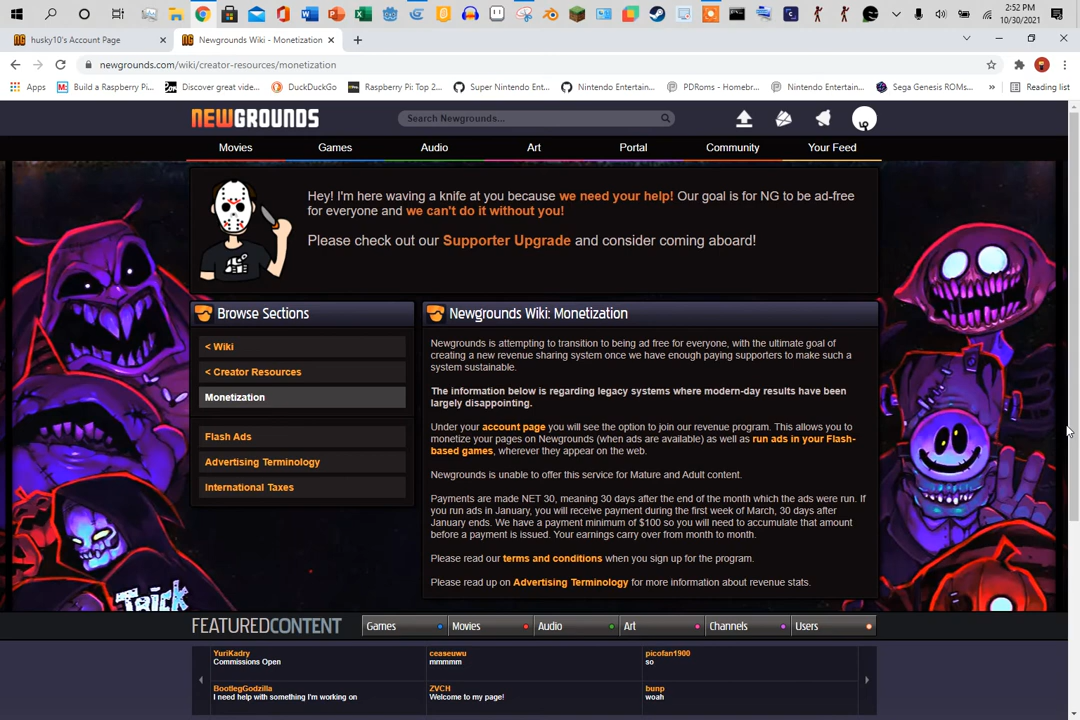 2:52 PM
10/30/2021
husky10's Account Page
Newgrounds Wiki - Monetization
newgrounds.com/wiki/creator-resources/monetization
Apps
Build a Raspberry Pi...
Discover great vide...
DuckDuckGo
Raspberry Pi: Top 2...
Super Nintendo Ent...
Nintendo Entertain...
PDRoms - Homebr...
Nintendo Entertain...
Sega Genesis ROMs...
»
Reading list
NEWGROUNDS
Search Newgrounds...
Movies
Games
Audio
Art
Portal
Community
Your Feed
Hey! I'm here waving a knife at you because we need your help! Our goal is for NG to be ad-free
for everyone and we can't do it without you!
Please check out our Supporter Upgrade and consider coming aboard!
Browse Sections
< Wiki
< Creator Resources
Monetization
Flash Ads
Advertising Terminology
International Taxes
Newgrounds Wiki: Monetization
Newgrounds is attempting to transition to being ad free for everyone, with the ultimate goal of
creating a new revenue sharing system once we have enough paying supporters to make such a
system sustainable.
The information below is regarding legacy systems where modern-day results have been
largely disappointing.
Under your account page you will see the option to join our revenue program. This allows you to
monetize your pages on Newgrounds (when ads are available) as well as run ads in your Flash-
based games, wherever they appear on the web.
Newgrounds is unable to offer this service for Mature and Adult content.
Payments are made NET 30, meaning 30 days after the end of the month which the ads were run. If
you run ads in January, you will receive payment during the first week of March, 30 days after
January ends. We have a payment minimum of $100 so you will need to accumulate that amount
before a payment is issued. Your earnings carry over from month to month.
Please read our terms and conditions when you sign up for the program.
Please read up on Advertising Terminology for more information about revenue stats.
TRICK
FEATUREDCONTENT
Games
Movies
Audio
Art
Channels
Users
YuriKadry
Commissions Open
ceaseuwu
mmmmm
picofan1900
so
BootlegGodzilla
I need help with something I'm working on
ZVCH
Welcome to my page!
bunp
woah